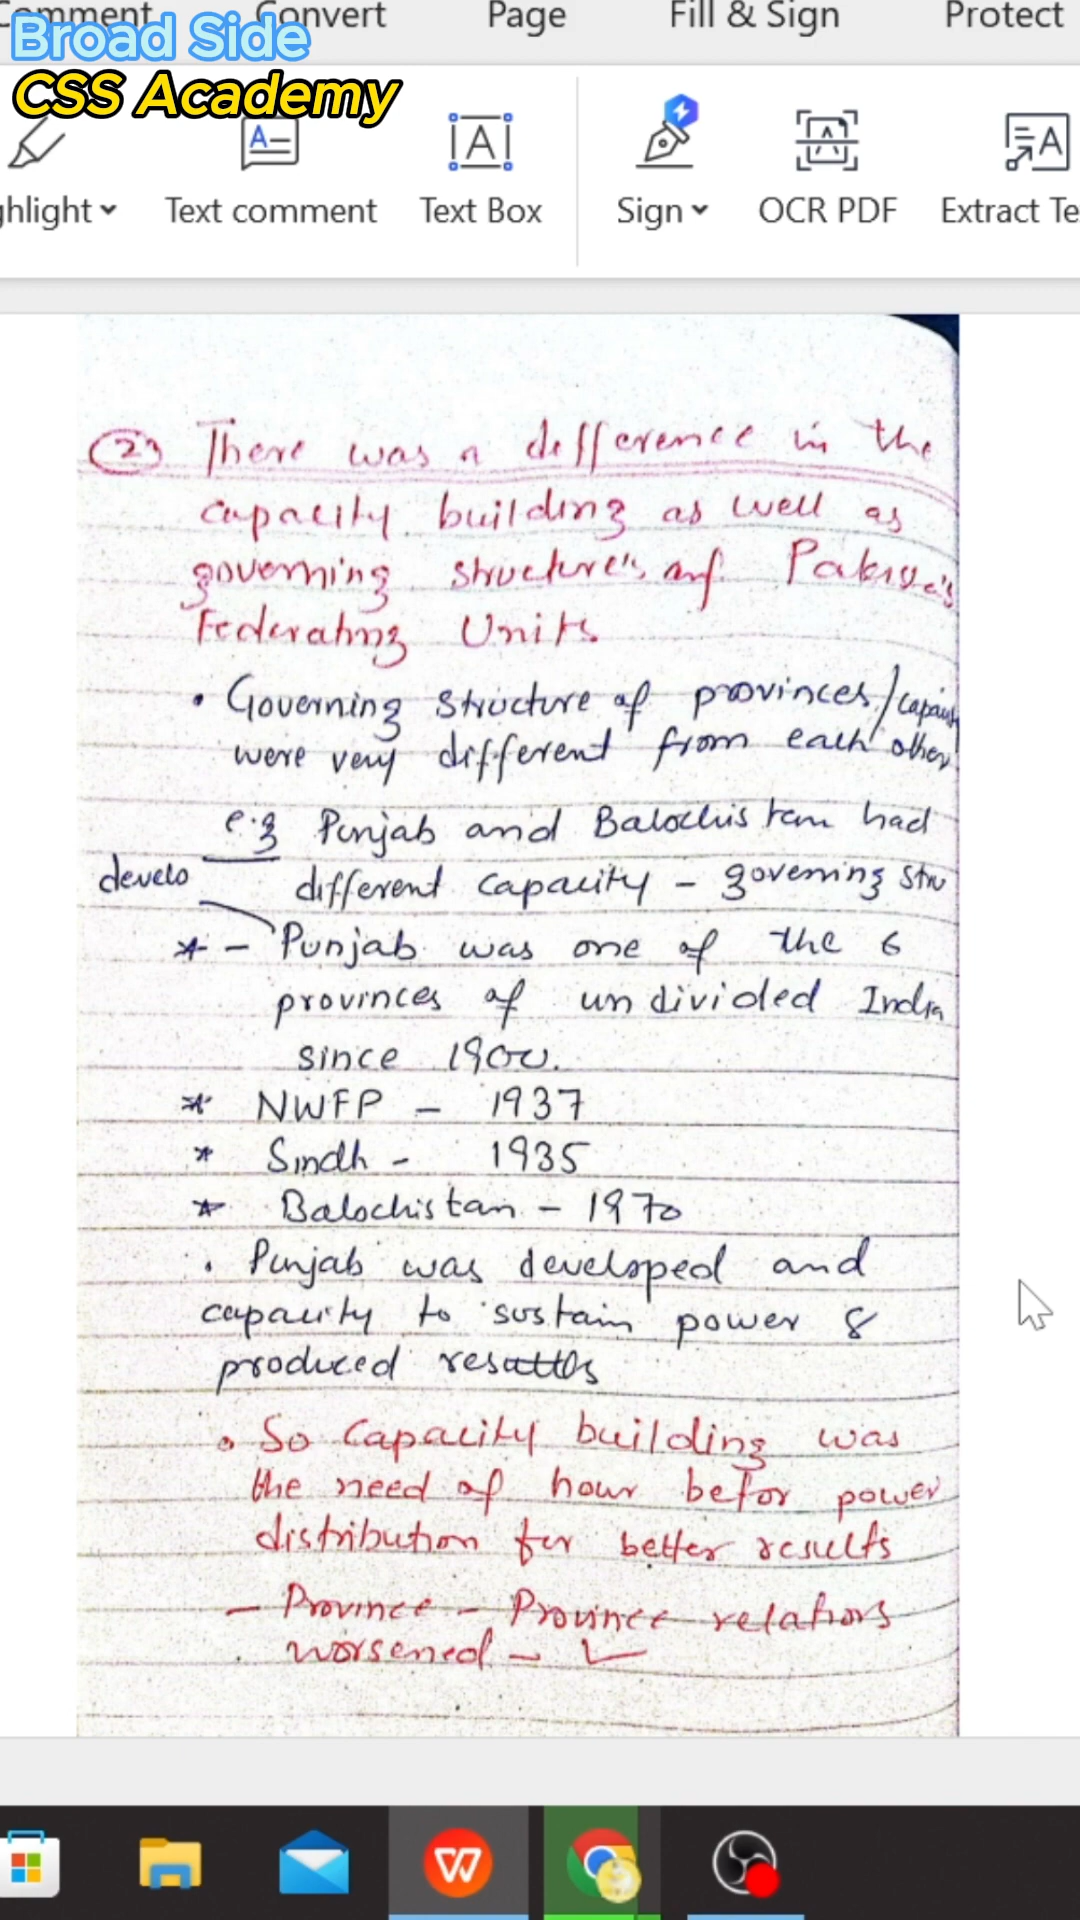 Comment Convert Page Fill & Sign Protect
Broad Side
CSS Academy
ghlight Text comment Text Box Sign OCR PDF Extract Te
2 There was a difference in the
capacity building as well as
governing structure's of
Federating Units
• Governing Structure of provinces/
were very different from each other
e.g Punjab and Balochistan had
develo different capacity - governing stru
* - Punjab was one of the 6
provinces of undivided India
since 1900.
* NWFP - 1937
* Sindh - 1935
* Balochistan - 1970
• Punjab was developed and
capacity to sustain power &
produced
• So Capacity building was
the need of hour befor power
distribution for better results
- Province - Province relations
worsened -